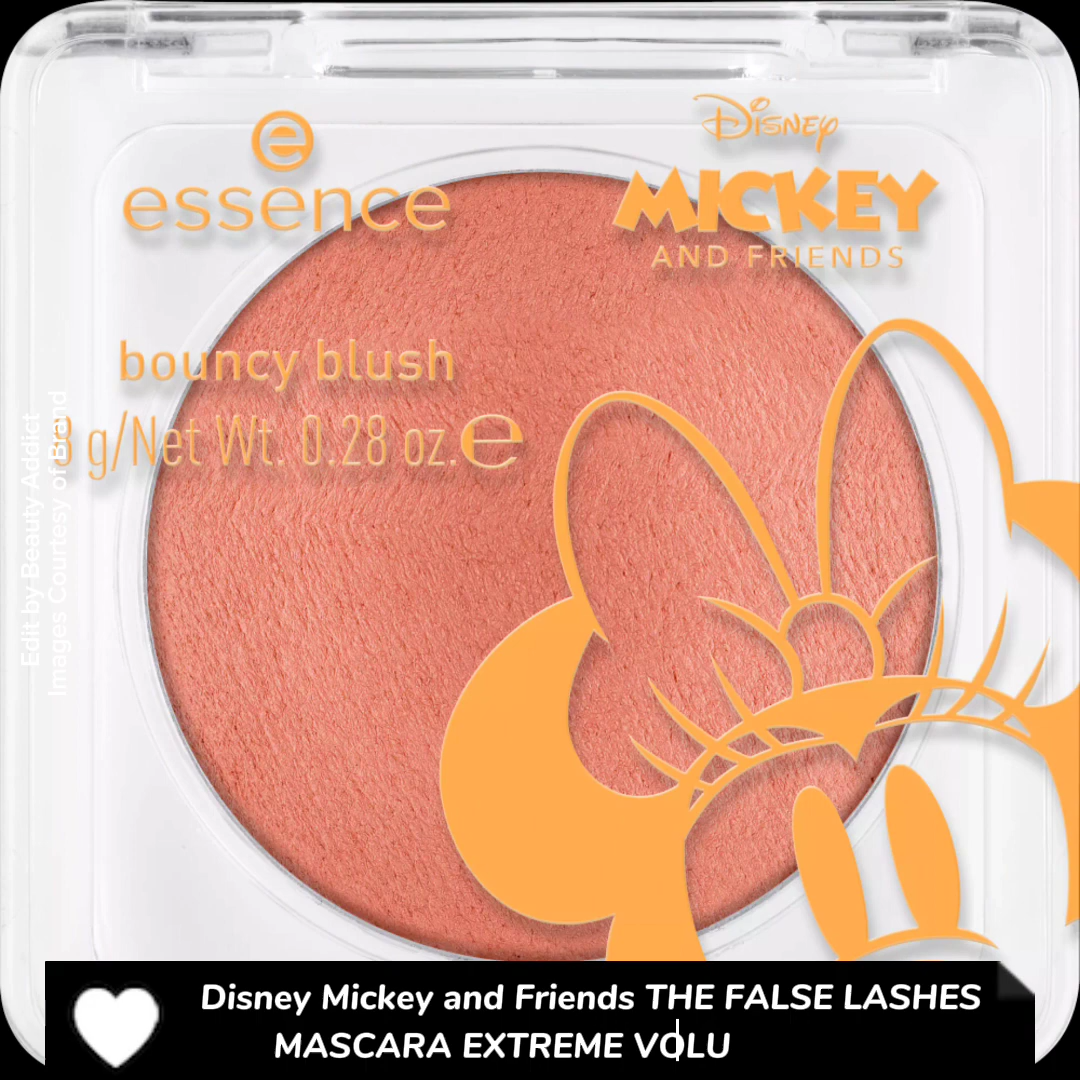 e
essence
Disney
MICKEY
AND FRIENDS
bouncy blush
8 g/Net Wt. 0.28 oz. e
Edit by Beauty Addict
Images Courtesy of Brand
Disney Mickey and Friends THE FALSE LASHES
MASCARA EXTREME VOLU